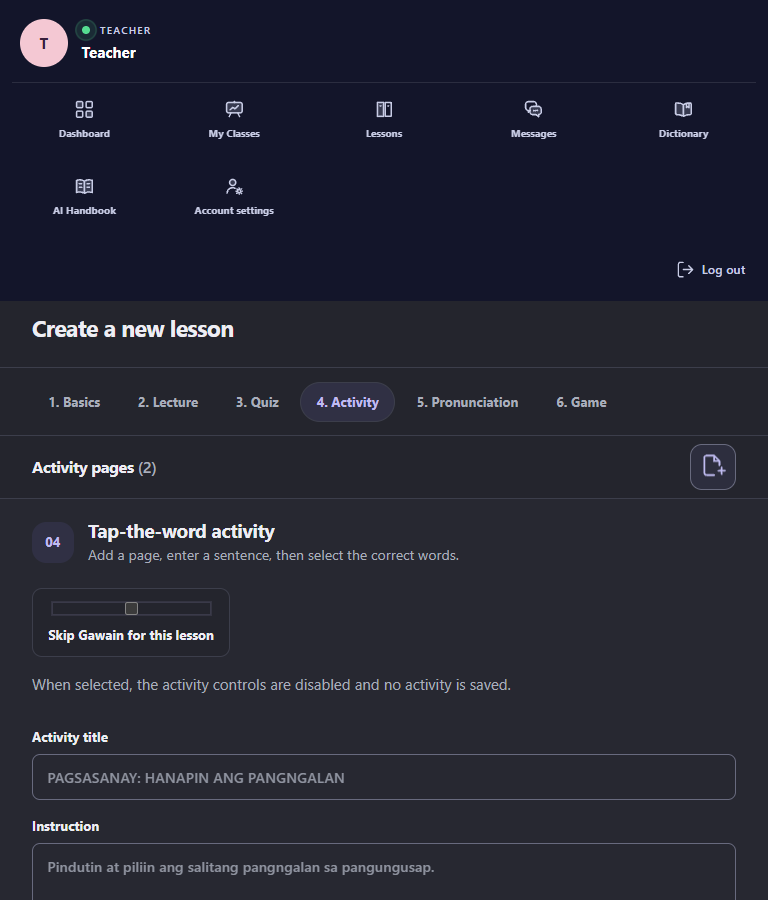 T
TEACHER
Teacher
Dashboard
My Classes
Lessons
Messages
Dictionary
AI Handbook
Account settings
Log out
Create a new lesson
1. Basics
2. Lecture
3. Quiz
4. Activity
5. Pronunciation
6. Game
Activity pages (2)
04
Tap-the-word activity
Add a page, enter a sentence, then select the correct words.
Skip Gawain for this lesson
When selected, the activity controls are disabled and no activity is saved.
Activity title
PAGSASANAY: HANAPIN ANG PANGNGALAN
Instruction
Pindutin at piliin ang salitang pangngalan sa pangungusap.